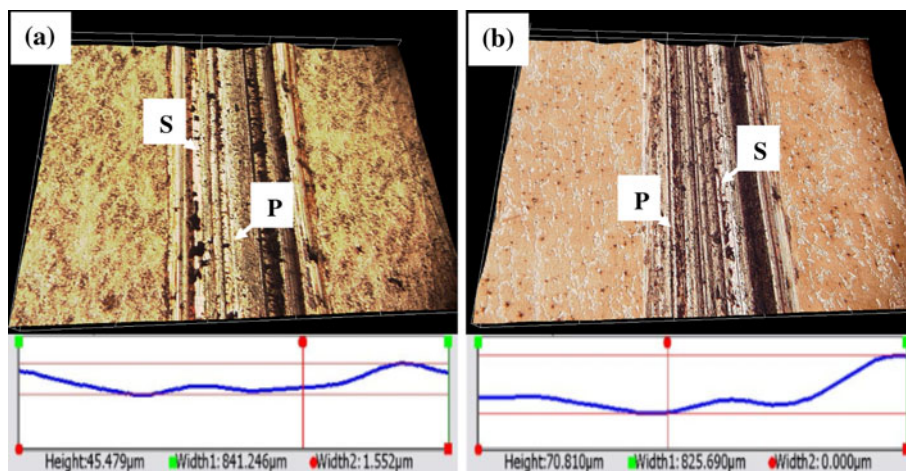 (a)
(b)
S
P
S
P
Height:45.479μm Width1: 841.246μm Width2: 1.552μm
Height:70.810μm Width1: 825.690μm Width2: 0.000μm